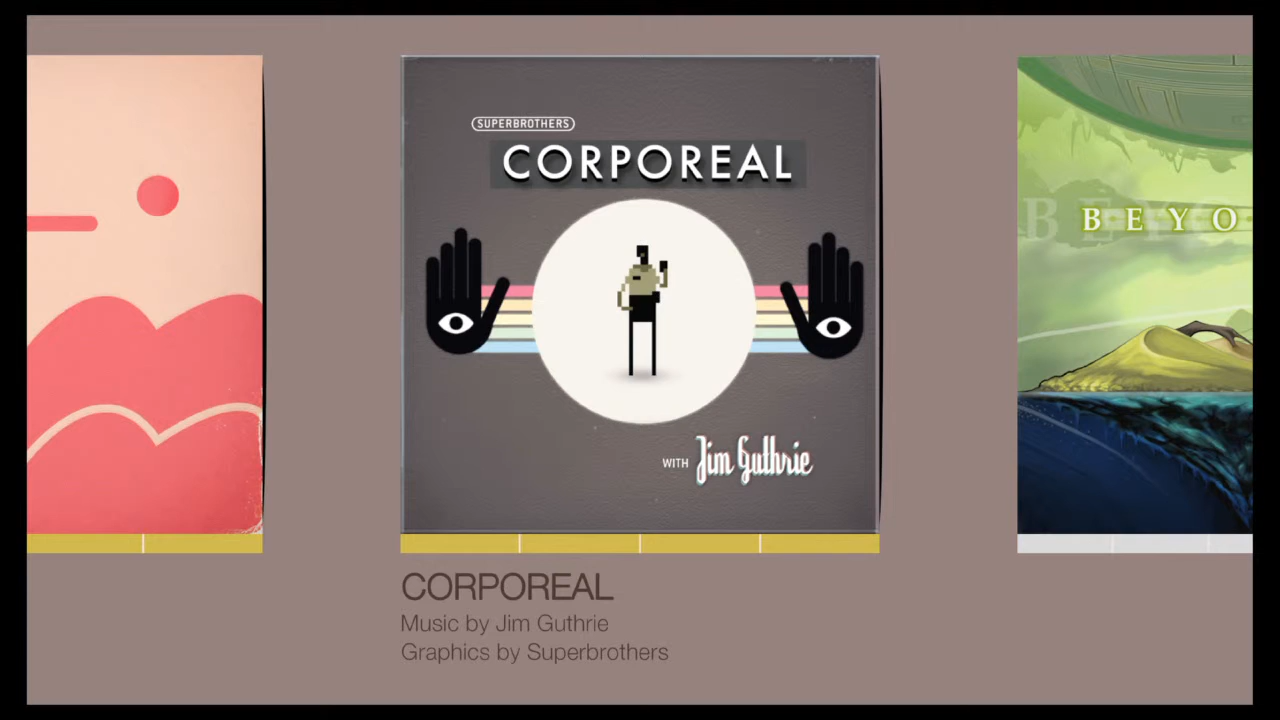 SUPERBROTHERS
CORPOREAL
WITH Jim Guthrie
BEYO
CORPOREAL
Music by Jim Guthrie
Graphics by Superbrothers